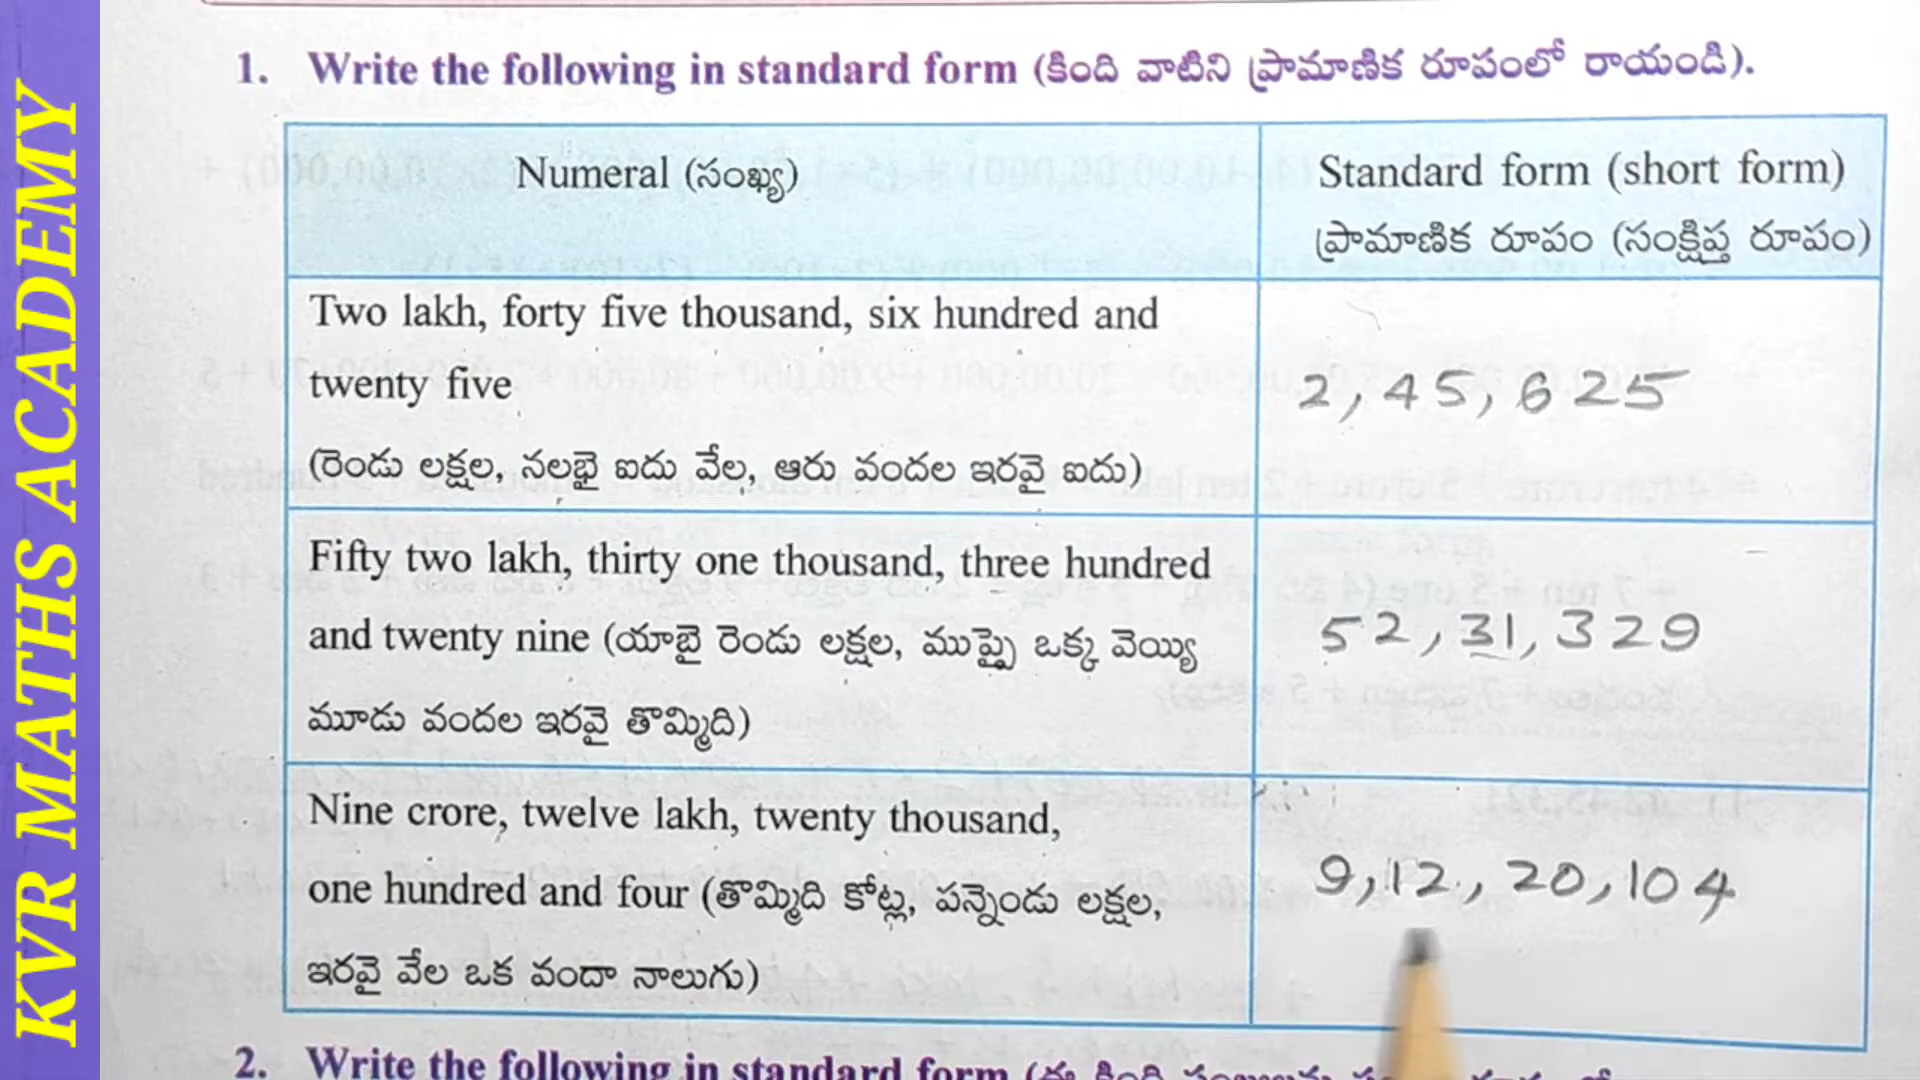 KVR MATHS ACADEMY
1. Write the following in standard form (కింది వాటిని ప్రామాణిక రూపంలో రాయండి).
Numeral (సంఖ్య)
Standard form (short form)
ప్రామాణిక రూపం (సంక్షిప్త రూపం)
Two lakh, forty five thousand, six hundred and
twenty five
(రెండు లక్షల, నలభై ఐదు వేల, ఆరు వందల ఇరవై ఐదు)
2, 45, 625
Fifty two lakh, thirty one thousand, three hundred
and twenty nine (యాభై రెండు లక్షల, ముప్పై ఒక్క వెయ్యి
మూడు వందల ఇరవై తొమ్మిది)
52, 31, 329
Nine crore, twelve lakh, twenty thousand,
one hundred and four (తొమ్మిది కోట్ల, పన్నెండు లక్షల,
ఇరవై వేల ఒక వందా నాలుగు)
9, 12, 20, 104
2. Write the following in standard form